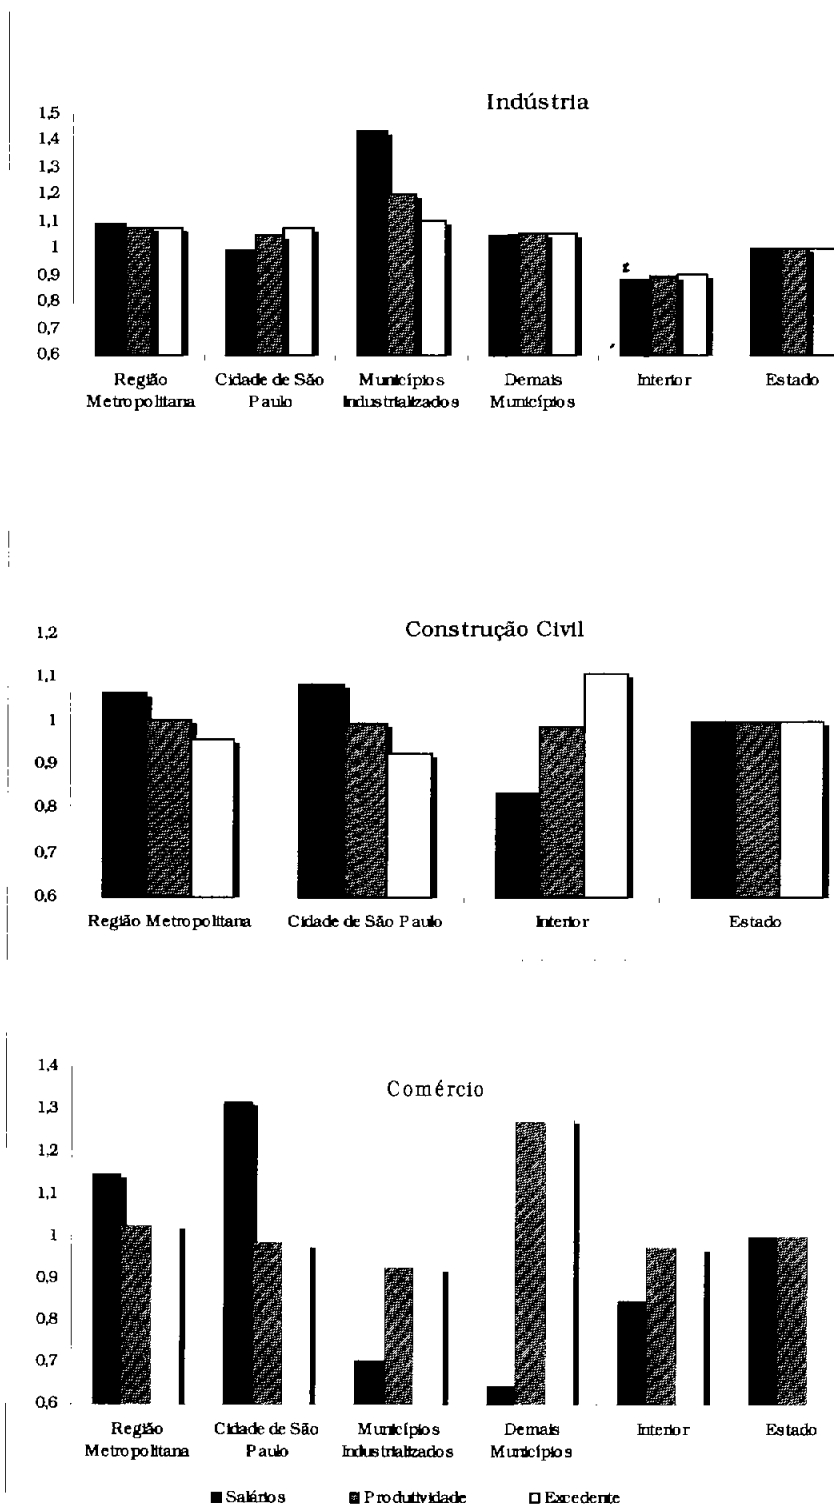 Indústria
1,5
1,4
1,3
1,2
1,1
1
0,9
0,8
0,7
0,6
Região Metropolitana
Cidade de São Paulo
Municípios Industrializados
Demais Municípios
Interior
Estado
Construção Civil
1,2
1,1
1
0,9
0,8
0,7
0,6
Região Metropolitana
Cidade de São Paulo
Interior
Estado
Comércio
1,4
1,3
1,2
1,1
1
0,9
0,8
0,7
0,6
Região Metropolitana
Cidade de São Paulo
Municípios Industrializados
Demais Municípios
Interior
Estado
Salários Produtividade Excedente